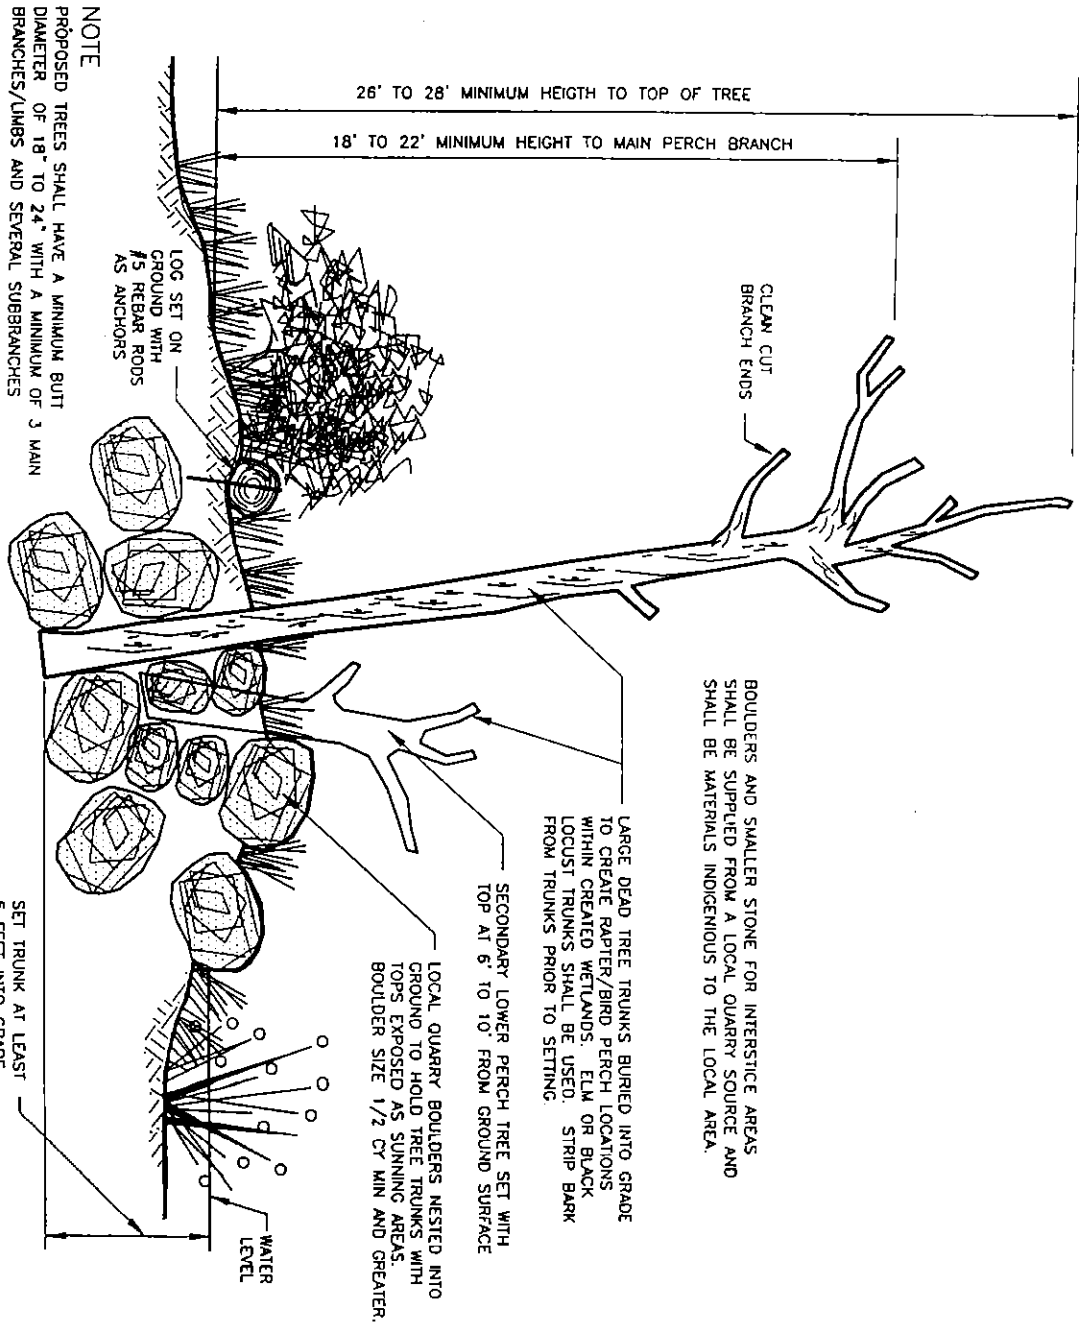 26' TO 28' MINIMUM HEIGTH TO TOP OF TREE
18' TO 22' MINIMUM HEIGHT TO MAIN PERCH BRANCH
CLEAN CUT
BRANCH ENDS
BOULDERS AND SMALLER STONE FOR INTERSTICE AREAS
SHALL BE SUPPLIED FROM A LOCAL QUARRY SOURCE AND
SHALL BE MATERIALS INDIGENIOUS TO THE LOCAL AREA.
LARGE DEAD TREE TRUNKS BURIED INTO GRADE
TO CREATE RAPTER/BIRD PERCH LOCATIONS
WITHIN CREATED WETLANDS. ELM OR BLACK
LOCUST TRUNKS SHALL BE USED. STRIP BARK
FROM TRUNKS PRIOR TO SETTING.
SECONDARY LOWER PERCH TREE SET WITH
TOP AT 6' TO 10' FROM GROUND SURFACE
LOCAL QUARRY BOULDERS NESTED INTO
GROUND TO HOLD TREE TRUNKS WITH
TOPS EXPOSED AS SUNNING AREAS.
BOULDER SIZE 1/2 CY MIN AND GREATER.
WATER
LEVEL
LOG SET ON
GROUND WITH
#5 REBAR RODS
AS ANCHORS
SET TRUNK AT LEAST
5 FEET INTO GRADE
NOTE
PROPOSED TREES SHALL HAVE A MINIMUM BUTT
DIAMETER OF 18" TO 24" WITH A MINIMUM OF 3 MAIN
BRANCHES/LIMBS AND SEVERAL SUBBRANCHES